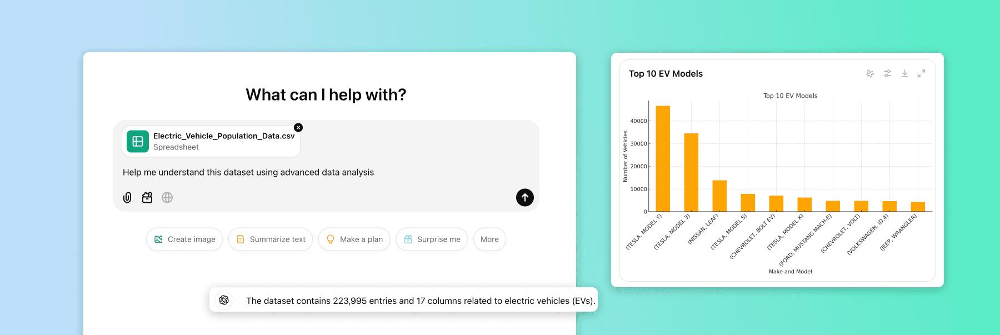 What can I help with?
Electric_Vehicle_Population_Data.csv
Spreadsheet
Help me understand this dataset using advanced data analysis
Create image
Summarize text
Make a plan
Surprise me
More
The dataset contains 223,995 entries and 17 columns related to electric vehicles (EVs).
Top 10 EV Models
Top 10 EV Models
Number of Vehicles
40000
30000
20000
10000
0
(TESLA, MODEL Y)
(TESLA, MODEL 3)
(NISSAN, LEAF)
(TESLA, MODEL S)
(CHEVROLET, BOLT EV)
(TESLA, MODEL X)
(FORD, MUSTANG MACH-E)
(CHEVROLET, VOLT)
(VOLKSWAGEN, ID.4)
(JEEP, WRANGLER)
Make and Model